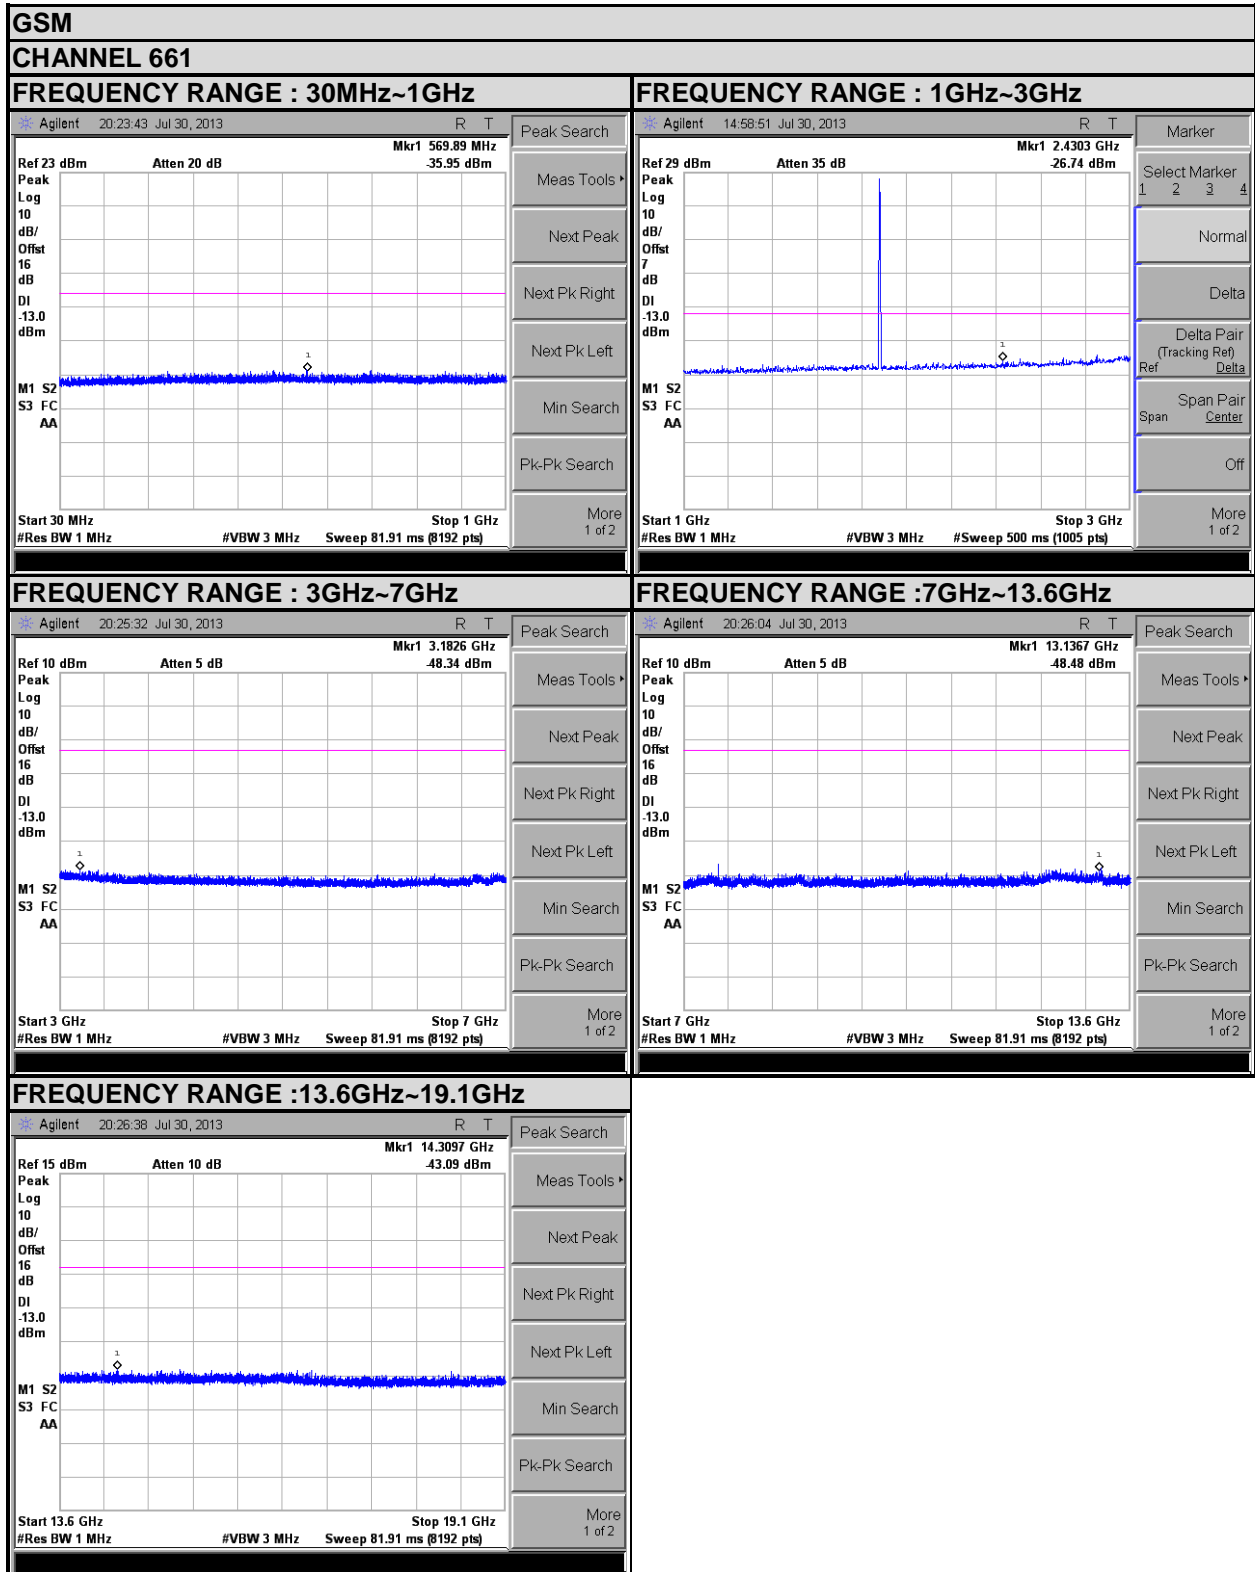 GSM
CHANNEL 661
FREQUENCY RANGE : 30MHz~1GHz
Agilent 20:23:43 Jul 30, 2013 R T
Mkr1 569.89 MHz
Ref 23 dBm Atten 20 dB -35.95 dBm
Peak
Log
10
dB/
Offst
16
dB
DI
-13.0
dBm
1
M1 S2
S3 FC
AA
Start 30 MHz Stop 1 GHz
#Res BW 1 MHz #VBW 3 MHz Sweep 81.91 ms (8192 pts)
Peak Search
Meas Tools
Next Peak
Next Pk Right
Next Pk Left
Min Search
Pk-Pk Search
More
1 of 2
FREQUENCY RANGE : 1GHz~3GHz
Agilent 14:58:51 Jul 30, 2013 R T
Mkr1 2.4303 GHz
Ref 29 dBm Atten 35 dB -26.74 dBm
Peak
Log
10
dB/
Offst
7
dB
DI
-13.0
dBm
1
M1 S2
S3 FC
AA
Start 1 GHz Stop 3 GHz
#Res BW 1 MHz #VBW 3 MHz #Sweep 500 ms (1005 pts)
Marker
Select Marker
1 2 3 4
Normal
Delta
Delta Pair
(Tracking Ref)
Ref Delta
Span Pair
Span Center
Off
More
1 of 2
FREQUENCY RANGE : 3GHz~7GHz
Agilent 20:25:32 Jul 30, 2013 R T
Mkr1 3.1826 GHz
Ref 10 dBm Atten 5 dB -48.34 dBm
Peak
Log
10
dB/
Offst
16
dB
DI
-13.0
dBm
1
M1 S2
S3 FC
AA
Start 3 GHz Stop 7 GHz
#Res BW 1 MHz #VBW 3 MHz Sweep 81.91 ms (8192 pts)
Peak Search
Meas Tools
Next Peak
Next Pk Right
Next Pk Left
Min Search
Pk-Pk Search
More
1 of 2
FREQUENCY RANGE :7GHz~13.6GHz
Agilent 20:26:04 Jul 30, 2013 R T
Mkr1 13.1367 GHz
Ref 10 dBm Atten 5 dB -48.48 dBm
Peak
Log
10
dB/
Offst
16
dB
DI
-13.0
dBm
1
M1 S2
S3 FC
AA
Start 7 GHz Stop 13.6 GHz
#Res BW 1 MHz #VBW 3 MHz Sweep 81.91 ms (8192 pts)
Peak Search
Meas Tools
Next Peak
Next Pk Right
Next Pk Left
Min Search
Pk-Pk Search
More
1 of 2
FREQUENCY RANGE :13.6GHz~19.1GHz
Agilent 20:26:38 Jul 30, 2013 R T
Mkr1 14.3097 GHz
Ref 15 dBm Atten 10 dB -43.09 dBm
Peak
Log
10
dB/
Offst
16
dB
DI
-13.0
dBm
1
M1 S2
S3 FC
AA
Start 13.6 GHz Stop 19.1 GHz
#Res BW 1 MHz #VBW 3 MHz Sweep 81.91 ms (8192 pts)
Peak Search
Meas Tools
Next Peak
Next Pk Right
Next Pk Left
Min Search
Pk-Pk Search
More
1 of 2